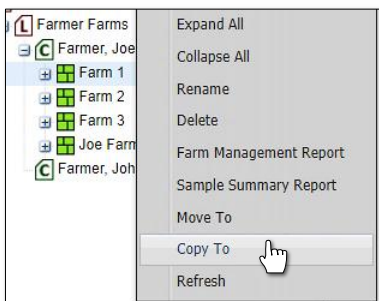 L Farmer Farms
C Farmer, Joe
Farm 1
Farm 2
Farm 3
Joe Farm
C Farmer, Joh
Expand All
Collapse All
Rename
Delete
Farm Management Report
Sample Summary Report
Move To
Copy To
Refresh